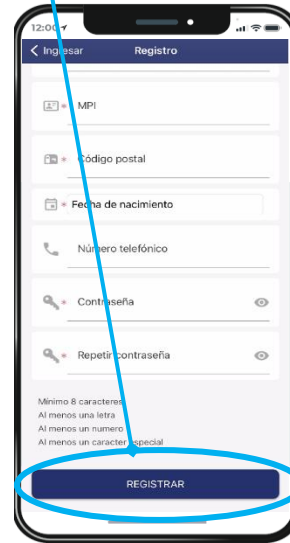 12:00
Ingresar Registro
* MPI
* Código postal
* Fecha de nacimiento
Número telefónico
* Contraseña
* Repetir contraseña
Mínimo 8 caracteres
Al menos una letra
Al menos un numero
Al menos un caracter especial
REGISTRAR